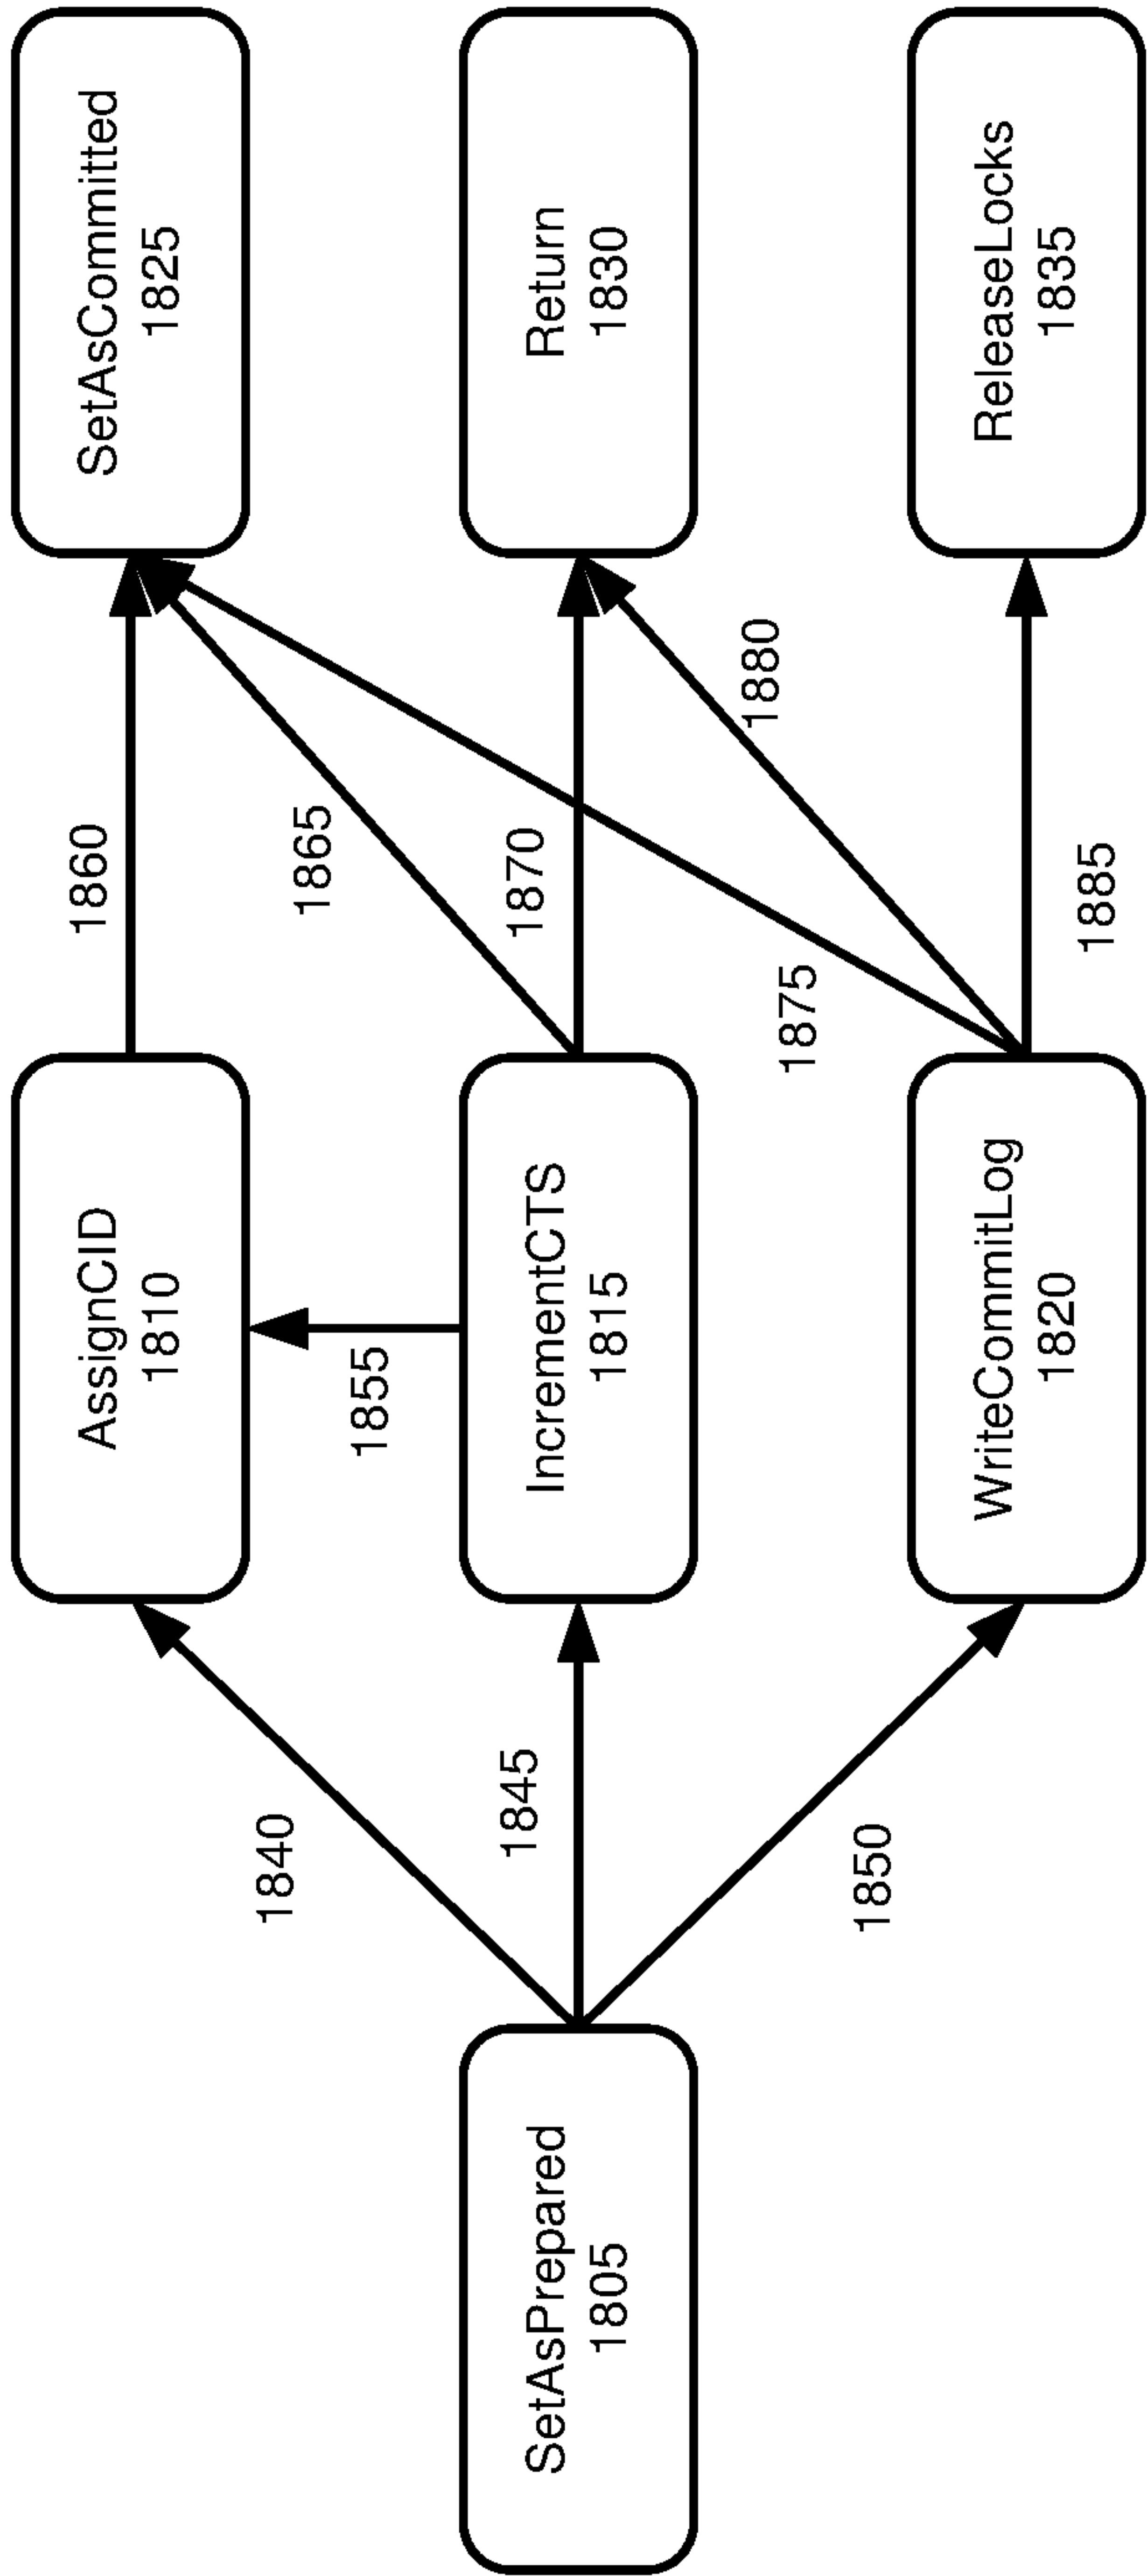 SetAsPrepared
1805
1840
1845
1850
AssignCID
1810
1855
IncrementCTS
1815
WriteCommitLog
1820
1860
1865
1870
1875
1880
1885
SetAsCommitted
1825
Return
1830
ReleaseLocks
1835